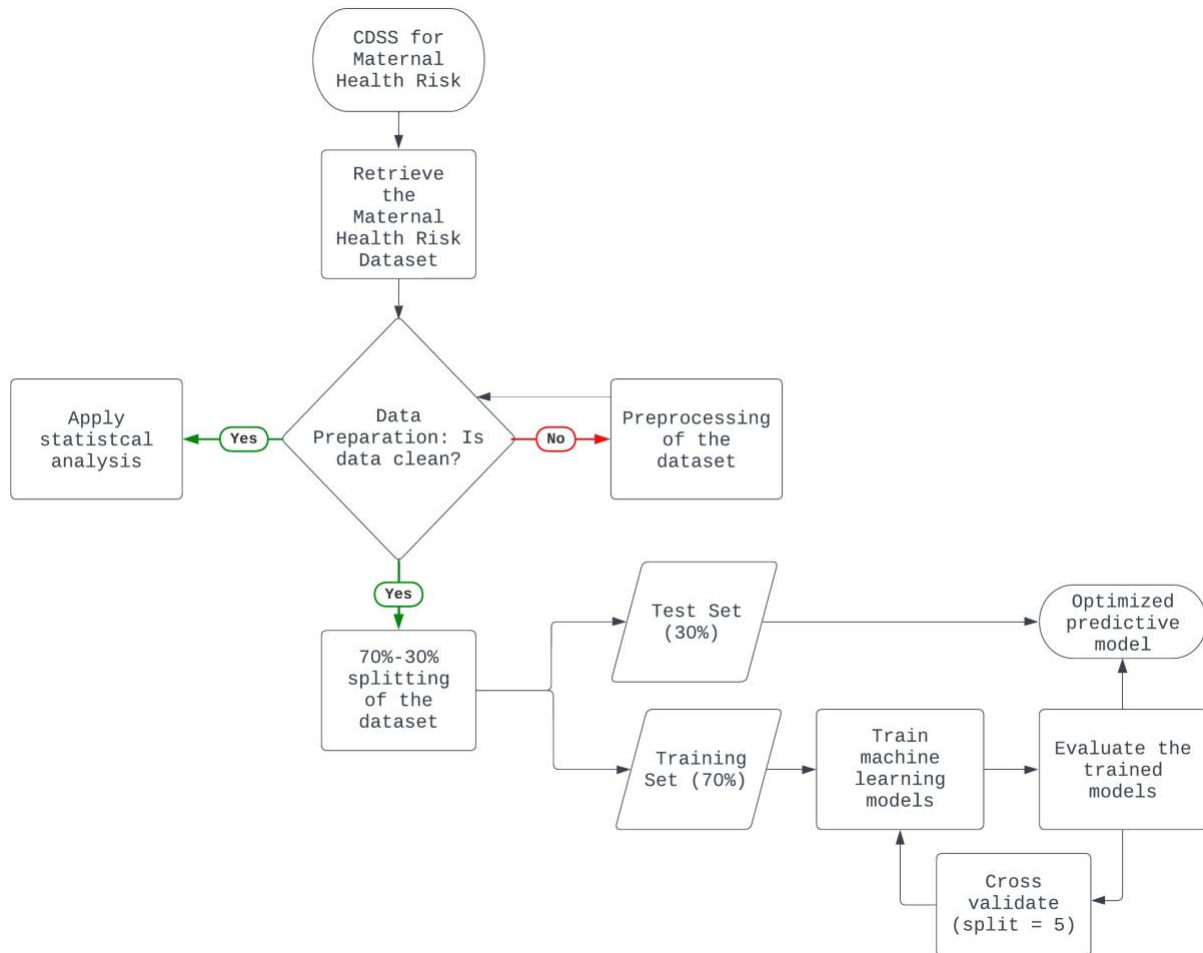 CDSS for
Maternal
Health Risk
Retrieve
the
Maternal
Health Risk
Dataset
Apply
statistcal
analysis
Yes
Data
Preparation: Is
data clean?
No
Preprocessing
of the
dataset
Yes
70%-30%
splitting
of the
dataset
Test Set
(30%)
Optimized
predictive
model
Training
Set (70%)
Train
machine
learning
models
Evaluate the
trained
models
Cross
validate
(split = 5)